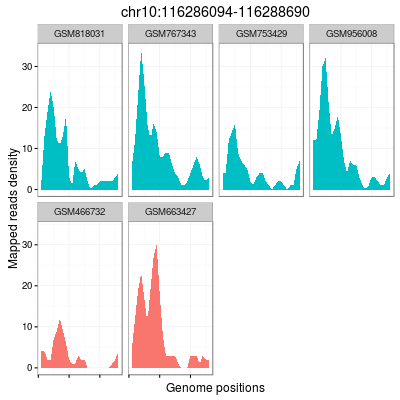 chr10:116286094-116288690
GSM818031 GSM767343 GSM753429 GSM956008
30
20
10
0
GSM466732 GSM663427
30
20
10
0
Mapped reads density
Genome positions